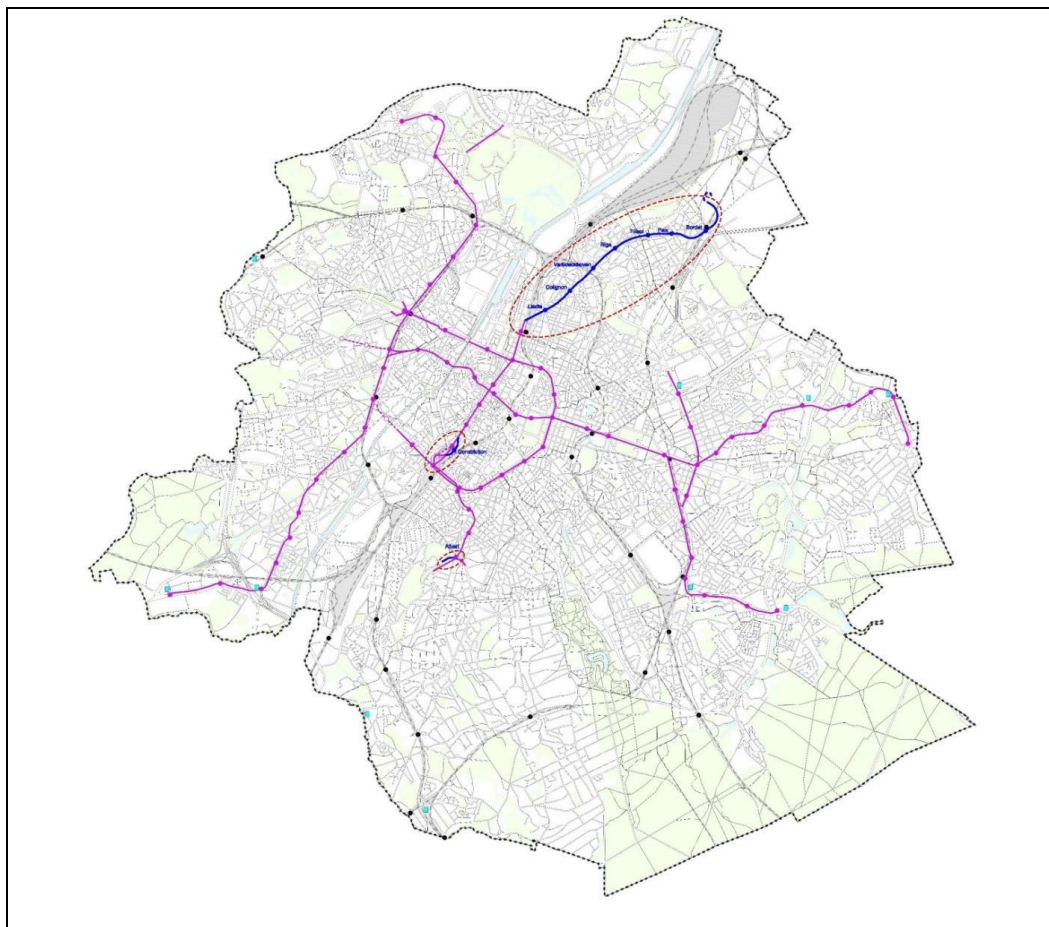 Bordet
Paix
Tilleul
Riga
Verboeckhoven
Colignon
Liedts
Constitution
Albert